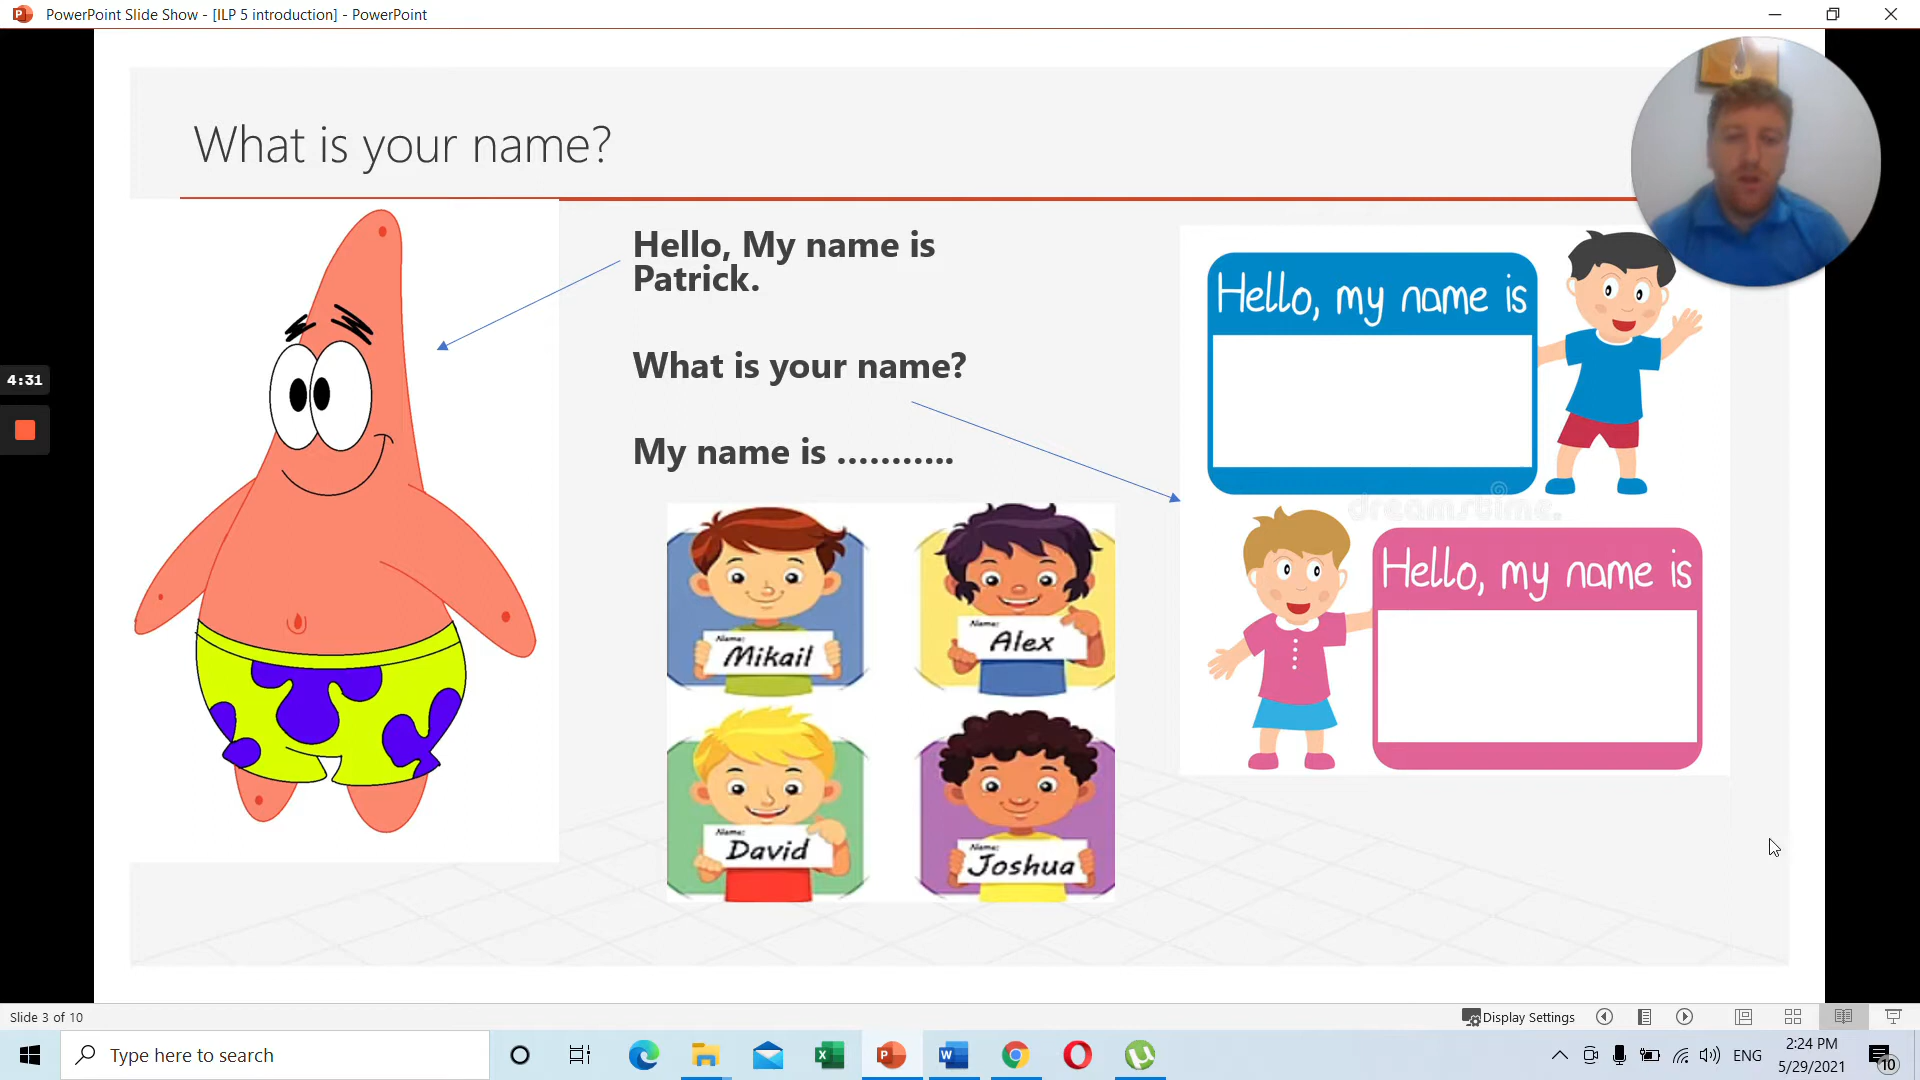 PowerPoint Slide Show - [ILP 5 introduction] - PowerPoint
What is your name?
Hello, My name is
Patrick.
What is your name?
My name is ...........
Hello, my name is
dreamstime.
Hello, my name is
Name:
Mikail
Name:
Alex
Name:
David
Name:
Joshua
4:31
Slide 3 of 10
Display Settings
Type here to search
ENG
2:24 PM
5/29/2021
10